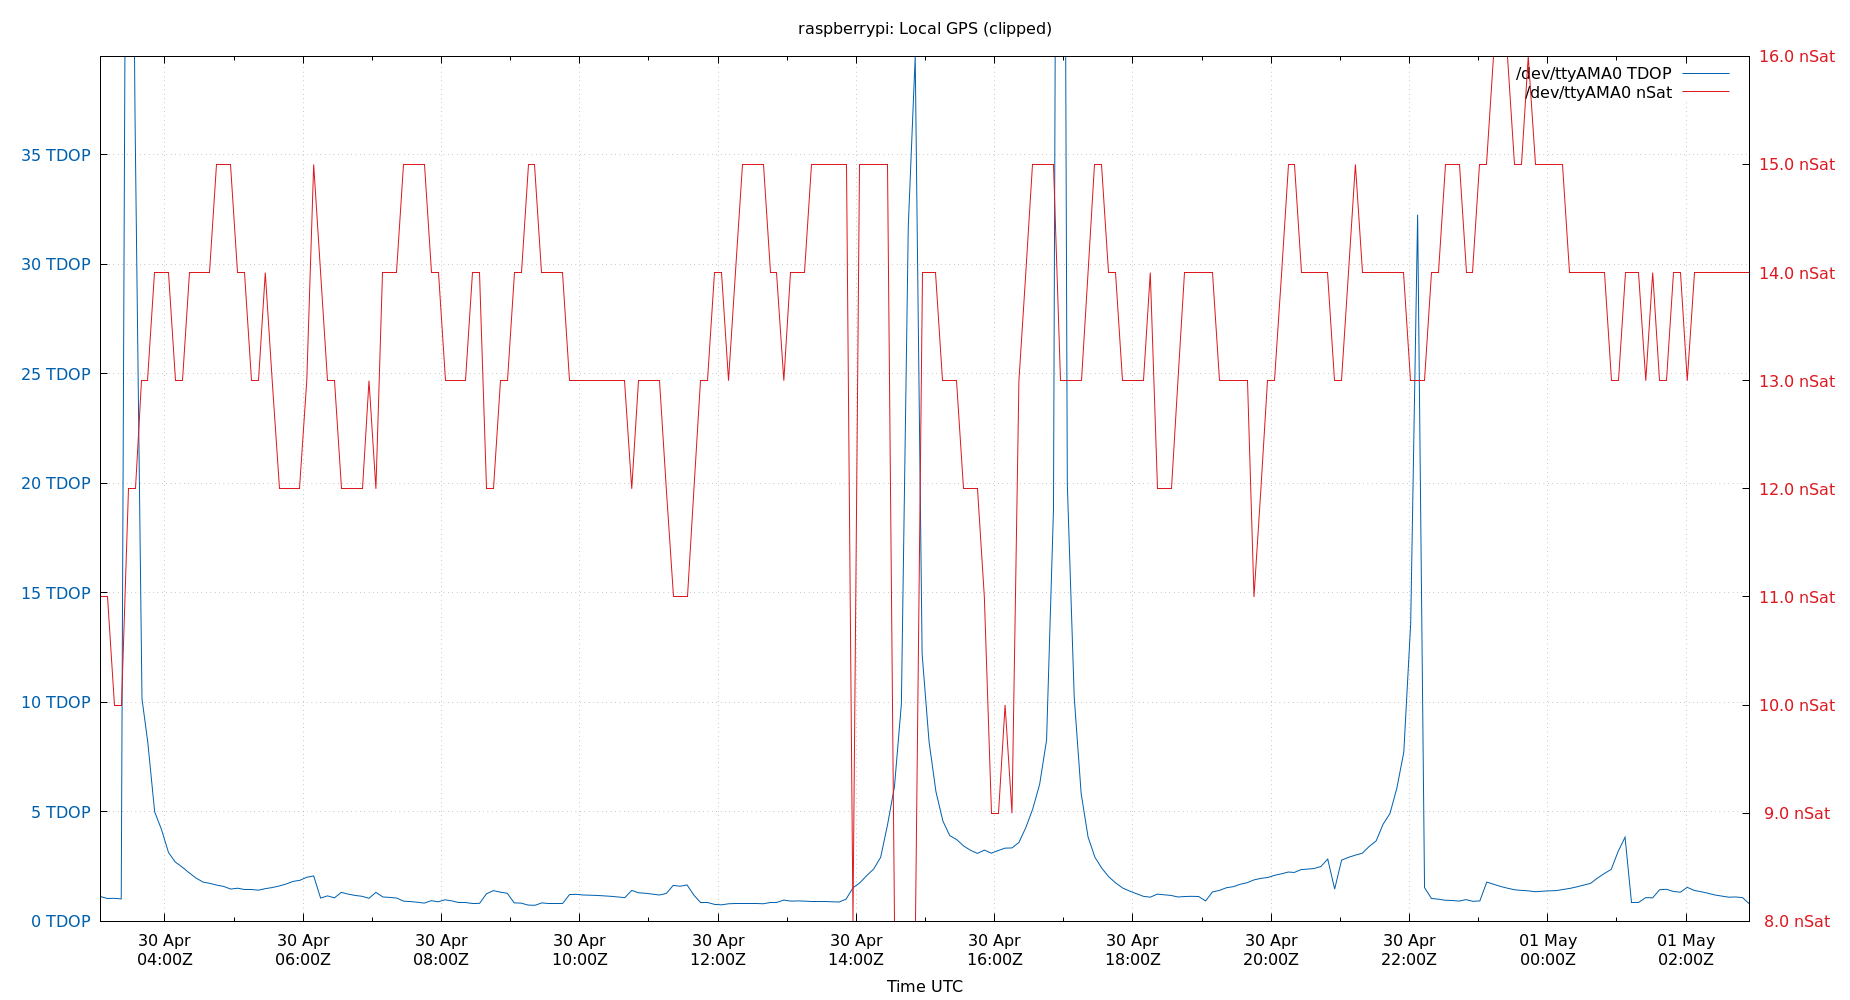 raspberrypi: Local GPS (clipped)
/dev/ttyAMA0 TDOP
/dev/ttyAMA0 nSat
35 TDOP
30 TDOP
25 TDOP
20 TDOP
15 TDOP
10 TDOP
5 TDOP
0 TDOP
16.0 nSat
15.0 nSat
14.0 nSat
13.0 nSat
12.0 nSat
11.0 nSat
10.0 nSat
9.0 nSat
8.0 nSat
30 Apr 30 Apr 30 Apr 30 Apr 30 Apr 30 Apr 30 Apr 30 Apr 30 Apr 30 Apr 01 May 01 May
04:00Z 06:00Z 08:00Z 10:00Z 12:00Z 14:00Z 16:00Z 18:00Z 20:00Z 22:00Z 00:00Z 02:00Z
Time UTC